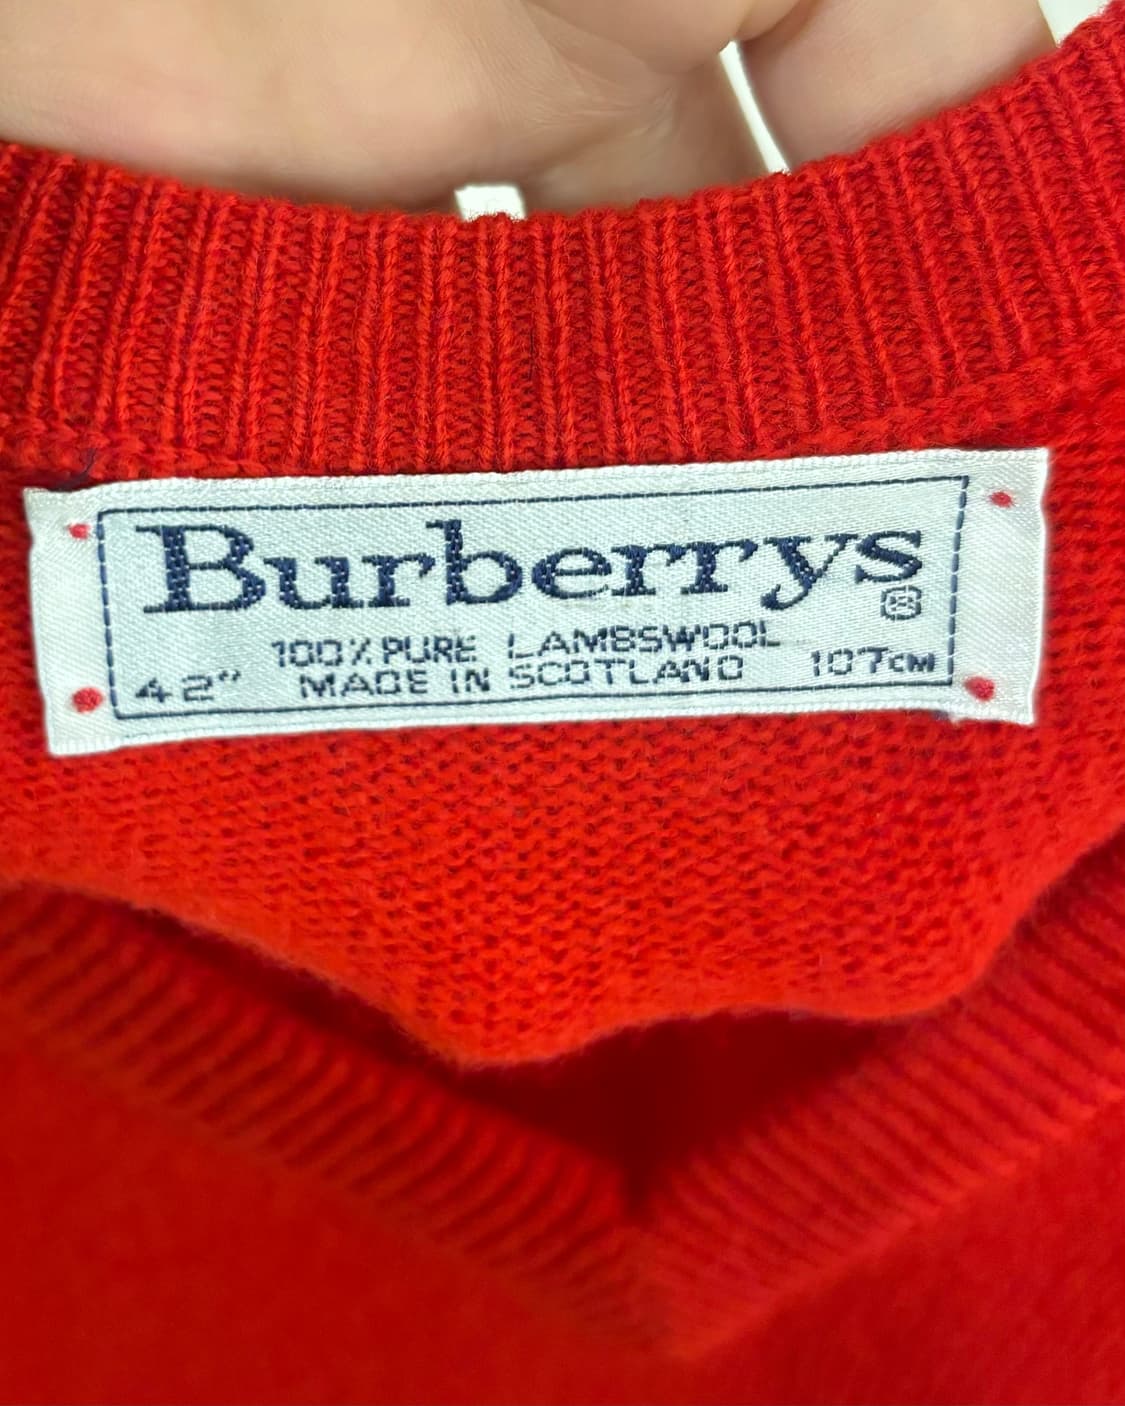 Burberrys
®
100% PURE LAMBSWOOL
42" MADE IN SCOTLAND 107CM